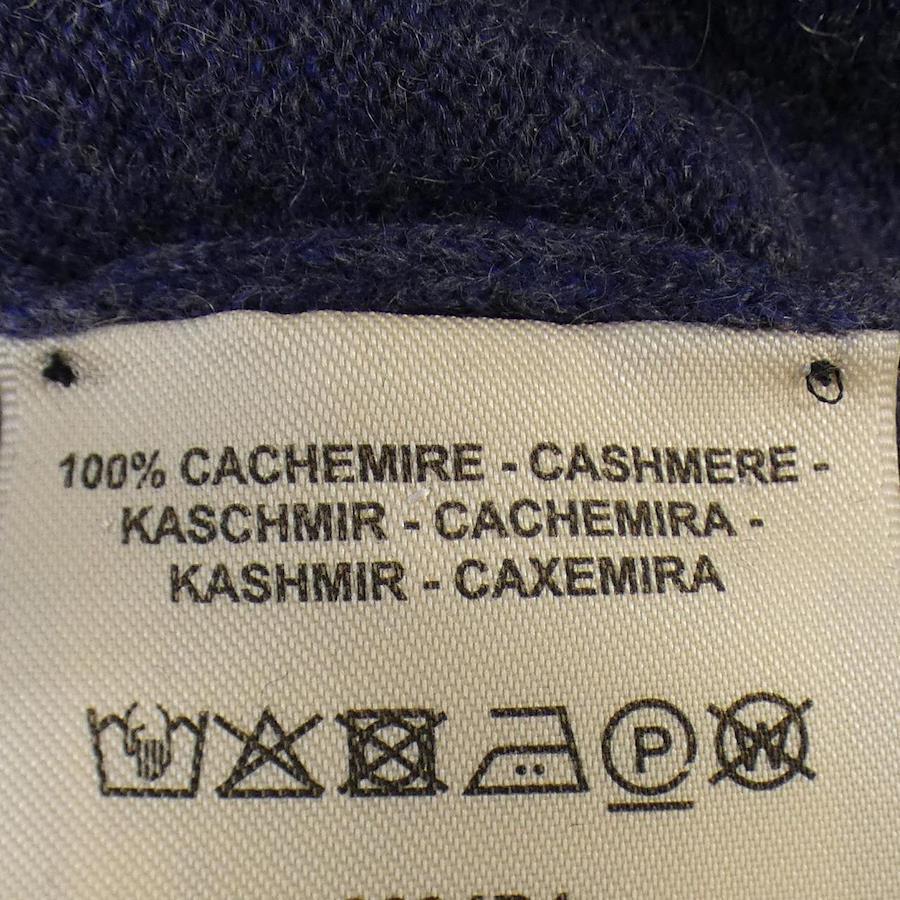 100% CACHEMIRE - CASHMERE -
KASCHMIR - CACHEMIRA -
KASHMIR - CAXEMIRA
P W